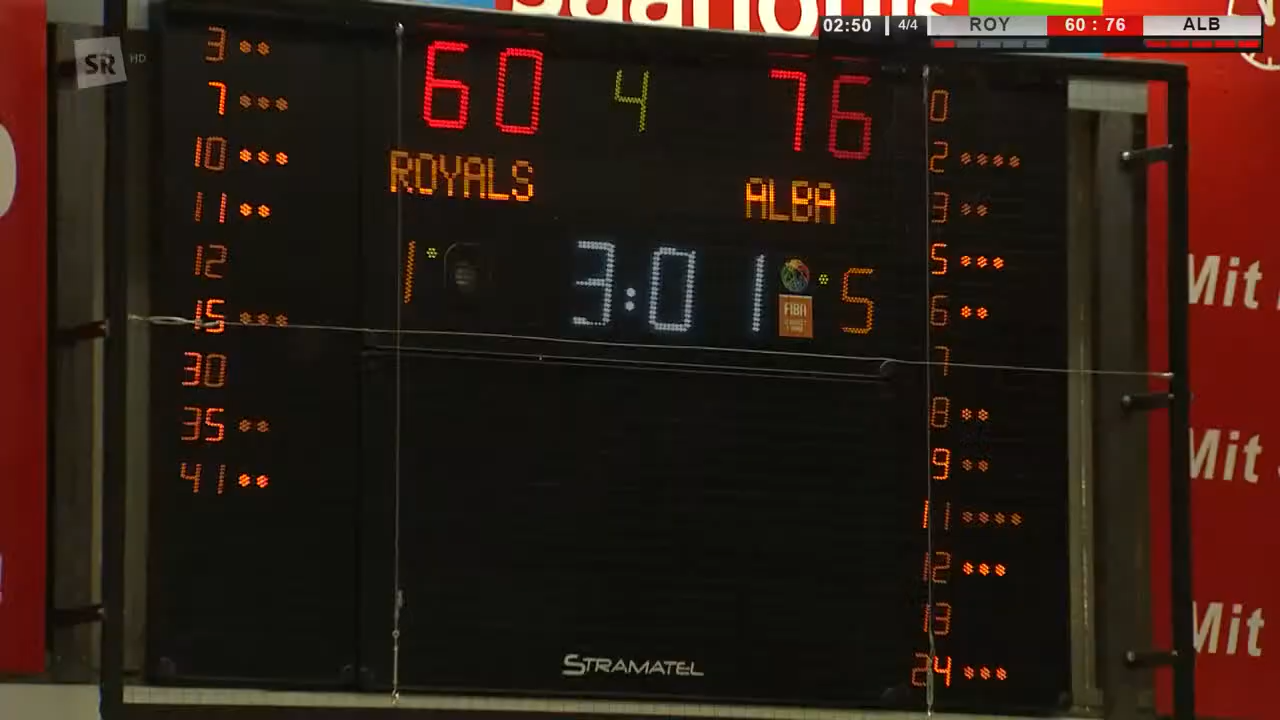 Saarlouis
02:50 | 4/4 ROY 60 : 76 ALB
SR HD
60 4 76
ROYALS ALBA
1 3:01 1 FIBA 5
3 **
7 ***
10 ***
11 **
12
15 ***
30
35 **
41 **
0
2 ****
3 **
5 ***
6 **
7
8 **
9 **
11 ****
12 ***
13
24 ***
STRAMATEL
Mit
Mit
Mit